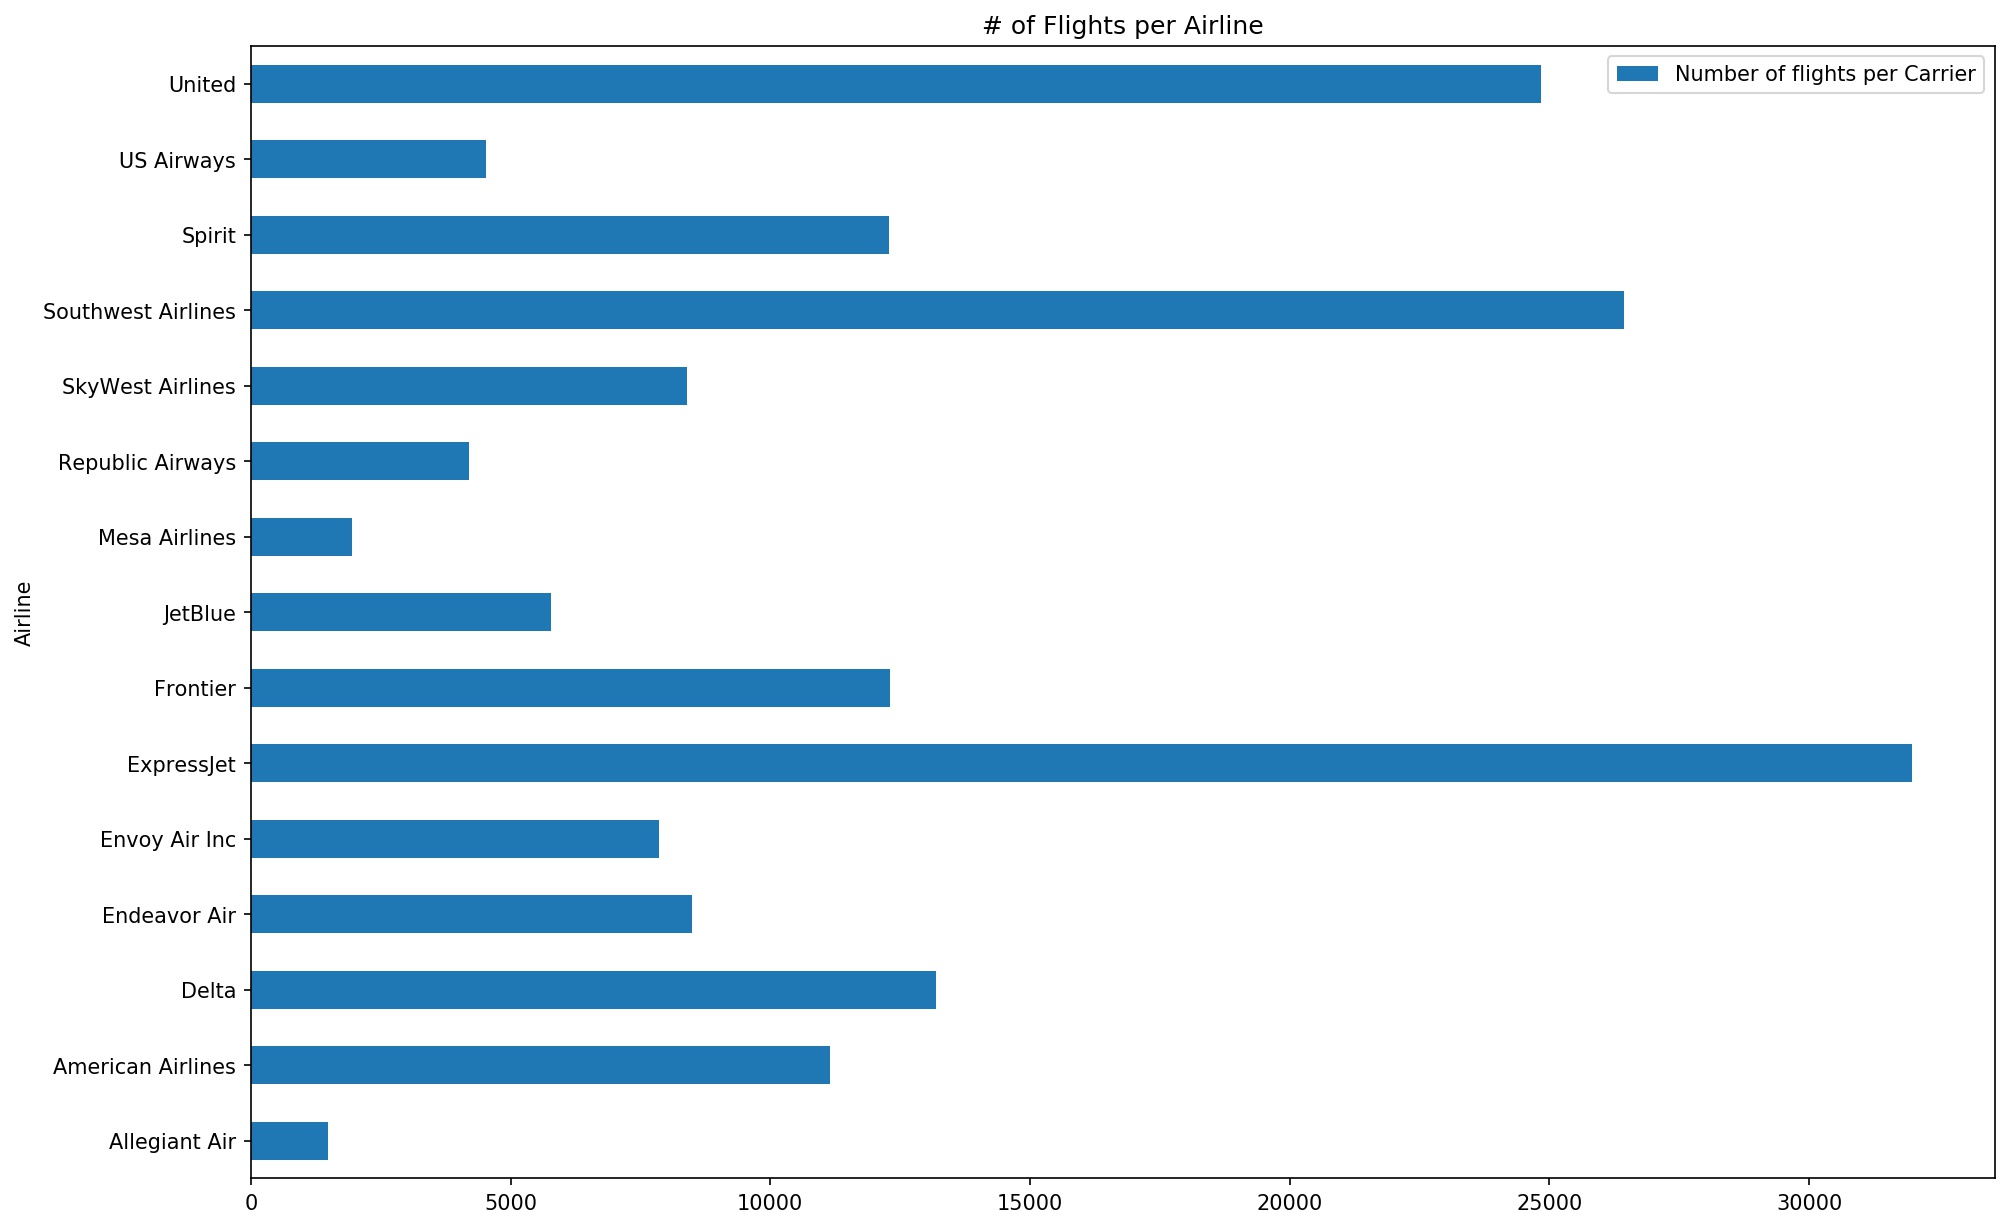 # of Flights per Airline
Number of flights per Carrier
United
US Airways
Spirit
Southwest Airlines
SkyWest Airlines
Republic Airways
Mesa Airlines
JetBlue
Frontier
ExpressJet
Envoy Air Inc
Endeavor Air
Delta
American Airlines
Allegiant Air
Airline
0 5000 10000 15000 20000 25000 30000